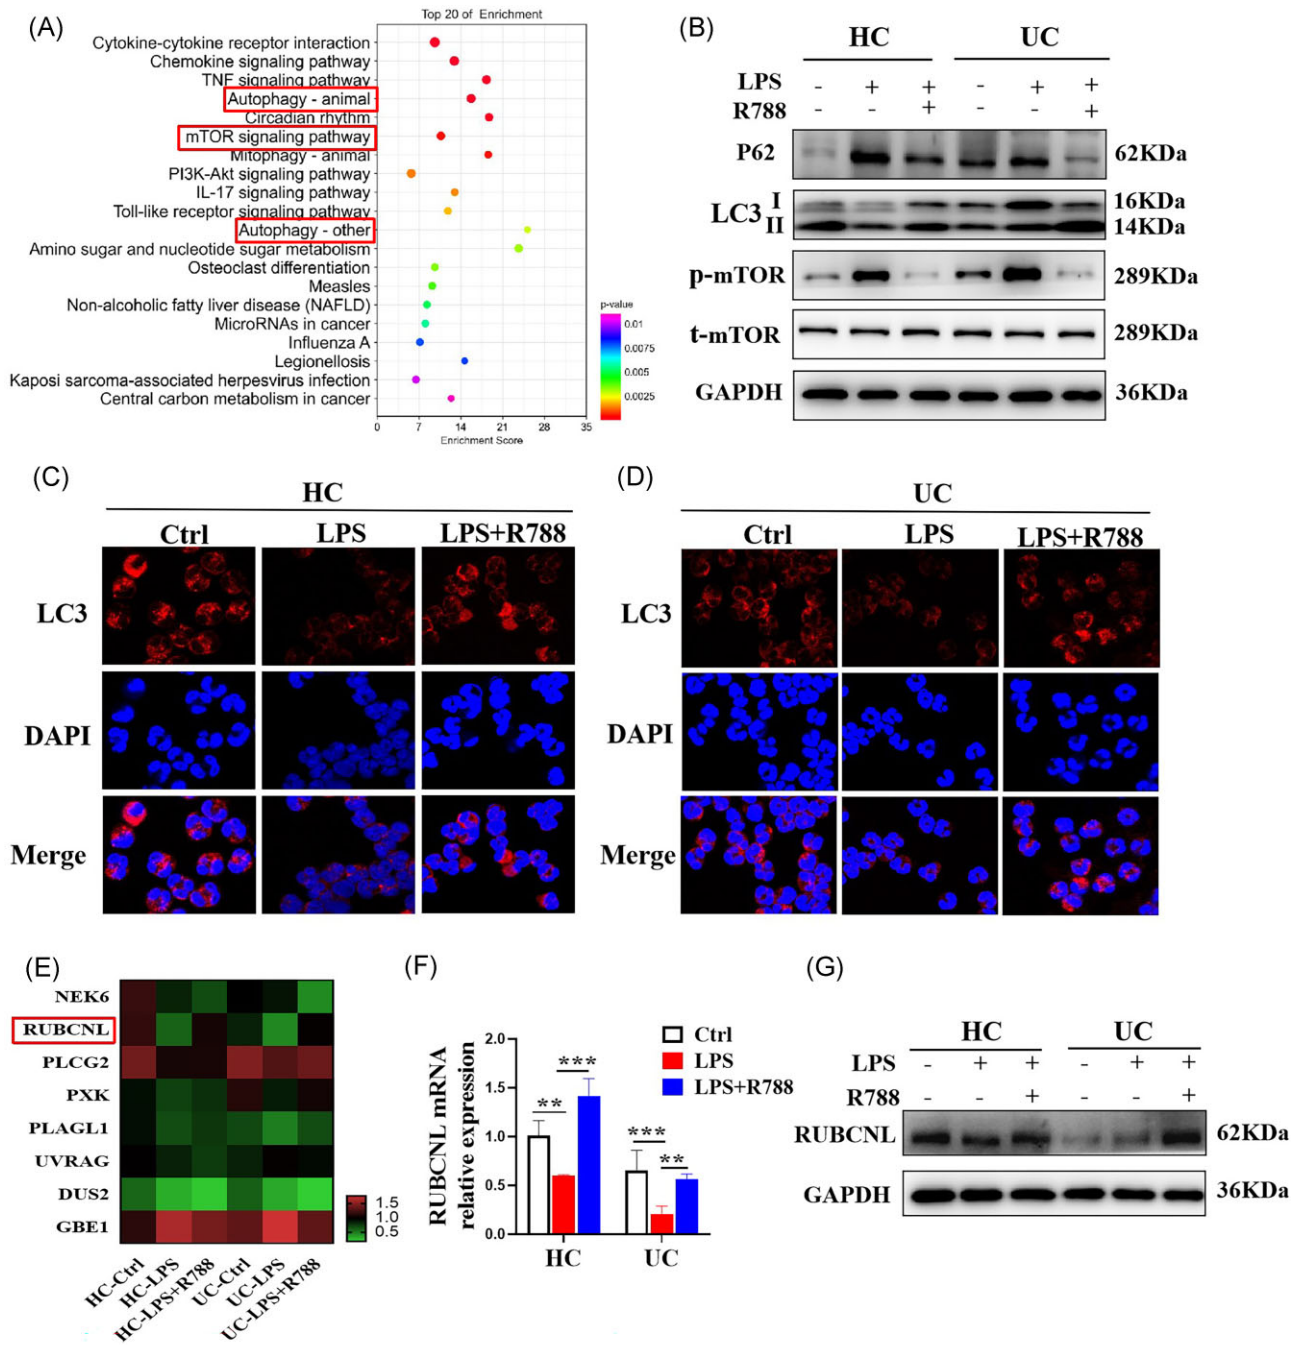 (A)
Top 20 of Enrichment
Cytokine-cytokine receptor interaction
Chemokine signaling pathway
TNF signaling pathway
Autophagy - animal
Circadian rhythm
mTOR signaling pathway
Mitophagy - animal
PI3K-Akt signaling pathway
IL-17 signaling pathway
Toll-like receptor signaling pathway
Autophagy - other
Amino sugar and nucleotide sugar metabolism
Osteoclast differentiation
Measles
Non-alcoholic fatty liver disease (NAFLD)
MicroRNAs in cancer
Influenza A
Legionellosis
Kaposi sarcoma-associated herpesvirus infection
Central carbon metabolism in cancer
0 7 14 21 28 35
Enrichment Score
p-value
0.01
0.0075
0.005
0.0025
(B)
HC UC
LPS - + + - + +
R788 - - + - - +
P62 62KDa
LC3 I 16KDa
II 14KDa
p-mTOR 289KDa
t-mTOR 289KDa
GAPDH 36KDa
(C)
HC
Ctrl LPS LPS+R788
LC3
DAPI
Merge
(D)
UC
Ctrl LPS LPS+R788
LC3
DAPI
Merge
(E)
NEK6
RUBCNL
PLCG2
PXK
PLAGL1
UVRAG
DUS2
GBE1
1.5
1.0
0.5
HC-Ctrl
HC-LPS
HC-LPS+R788
UC-Ctrl
UC-LPS
UC-LPS+R788
(F)
RUBCNL mRNA
relative expression
2.0
1.5
1.0
0.5
0.0
** *** *** **
HC UC
Ctrl
LPS
LPS+R788
(G)
HC UC
LPS - + + - + +
R788 - - + - - +
RUBCNL 62KDa
GAPDH 36KDa